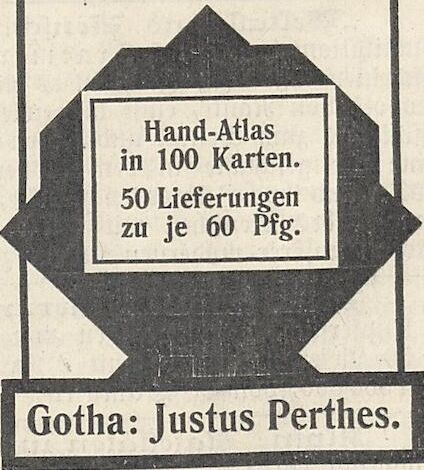 Hand-Atlas
in 100 Karten.
50 Lieferungen
zu je 60 Pfg.
Gotha: Justus Perthes.